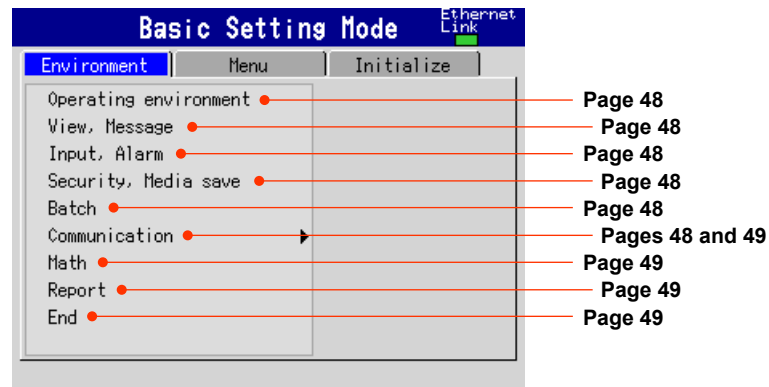 Basic Setting Mode Ethernet
Link
Environment Menu Initialize
Operating environment Page 48
View, Message Page 48
Input, Alarm Page 48
Security, Media save Page 48
Batch Page 48
Communication Pages 48 and 49
Math Page 49
Report Page 49
End Page 49